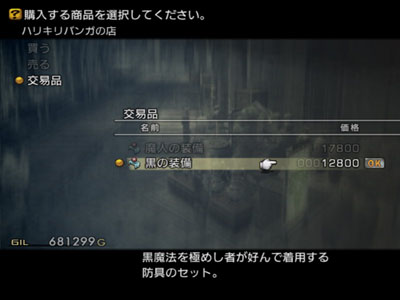 購入する商品を選択してください。
ハリキリバンガの店
買う
売る
交易品
交易品
名前 価格
魔人の装備 17800
黒の装備 00012800 OK
GIL 681299G
黒魔法を極めし者が好んで着用する
防具のセット。